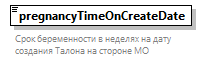 pregnancyTimeOnCreateDate
Срок беременности в неделях на дату
создания Талона на стороне МО